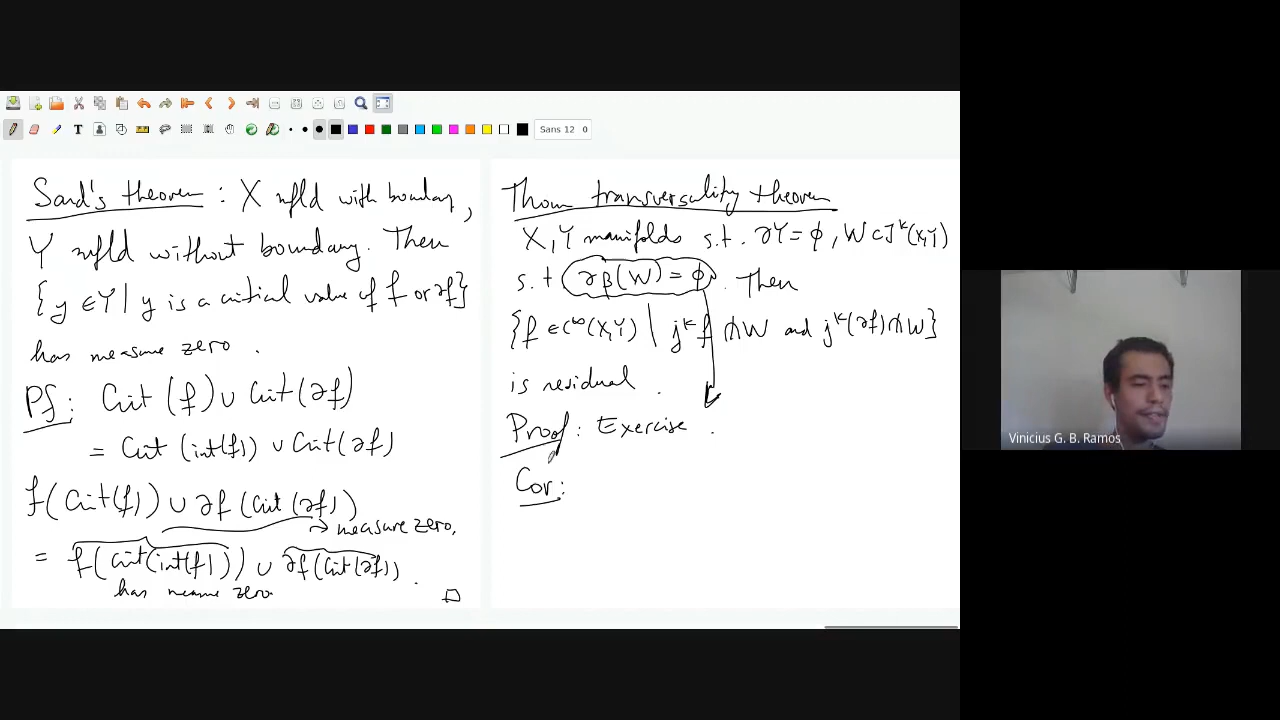 Sans 12 0
Sard's theorem : X mfld with boundary,
Y mfld without boundary. Then
{y ∈ Y | y is a critical value of f or ∂f}
has measure zero .
Pf: Crit (f) ∪ Crit (∂f)
= Crit (int(f)) ∪ Crit (∂f)
f(Crit(f)) ∪ ∂f (Crit (∂f))
→ measure zero.
= f(Crit(int(f))) ∪ ∂f(Crit(∂f)) .
has measure zero □
Thom transversality theorem
X, Y manifolds s.t. ∂Y = ∅, W ⊂ J^k(X,Y)
s.t ∂β(W) = ∅ . Then
{f ∈ C^∞(X,Y) | j^k f ⋔ W and j^k(∂f) ⋔ W}
is residual .
Proof : Exercise .
Cor:
Vinicius G. B. Ramos